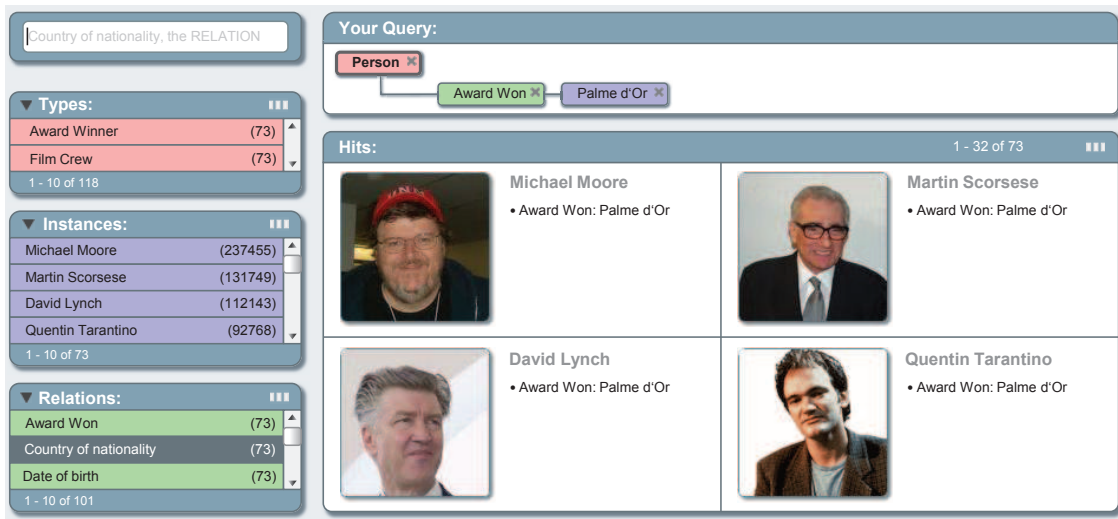 Country of nationality, the RELATION
Types:
Award Winner (73)
Film Crew (73)
1 - 10 of 118
Instances:
Michael Moore (237455)
Martin Scorsese (131749)
David Lynch (112143)
Quentin Tarantino (92768)
1 - 10 of 73
Relations:
Award Won (73)
Country of nationality (73)
Date of birth (73)
1 - 10 of 101
Your Query:
Person
Award Won Palme d'Or
Hits: 1 - 32 of 73
Michael Moore
• Award Won: Palme d'Or
Martin Scorsese
• Award Won: Palme d'Or
David Lynch
• Award Won: Palme d'Or
Quentin Tarantino
• Award Won: Palme d'Or